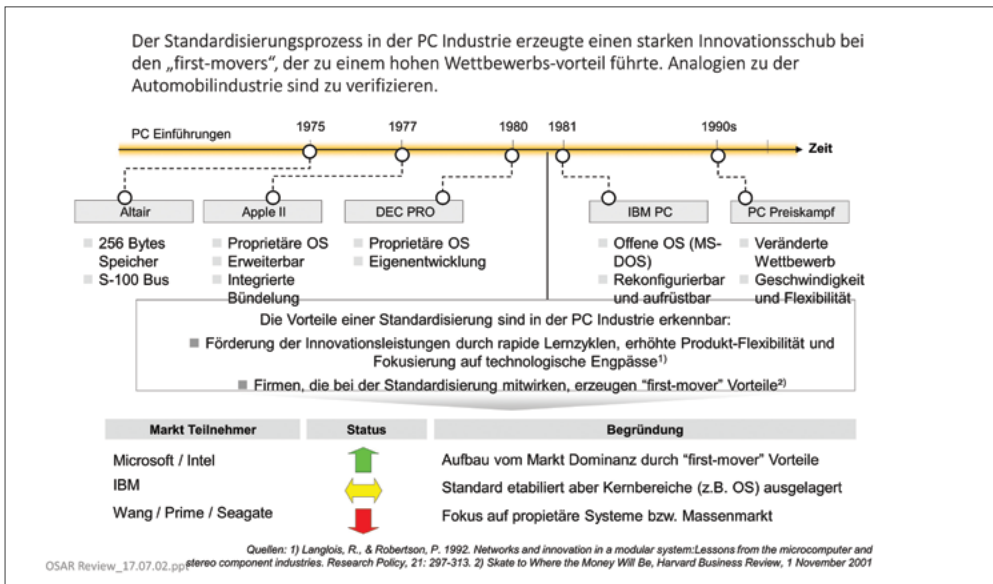 Der Standardisierungsprozess in der PC Industrie erzeugte einen starken Innovationsschub bei
den „first-movers“, der zu einem hohen Wettbewerbs-vorteil führte. Analogien zu der
Automobilindustrie sind zu verifizieren.
PC Einführungen
1975
1977
1980
1981
1990s
Zeit
Altair
256 Bytes
Speicher
S-100 Bus
Apple II
Proprietäre OS
Erweiterbar
Integrierte
Bündelung
DEC PRO
Proprietäre OS
Eigenentwicklung
IBM PC
Offene OS (MS-
DOS)
Rekonfigurierbar
und aufrüstbar
PC Preiskampf
Veränderte
Wettbewerb
Geschwindigkeit
und Flexibilität
Die Vorteile einer Standardisierung sind in der PC Industrie erkennbar:
Förderung der Innovationsleistungen durch rapide Lernzyklen, erhöhte Produkt-Flexibilität und
Fokusierung auf technologische Engpässe1)
Firmen, die bei der Standardisierung mitwirken, erzeugen “first-mover” Vorteile2)
Markt Teilnehmer Status Begründung
Microsoft / Intel Aufbau vom Markt Dominanz durch “first-mover” Vorteile
IBM Standard etabiliert aber Kernbereiche (z.B. OS) ausgelagert
Wang / Prime / Seagate Fokus auf propietäre Systeme bzw. Massenmarkt
Quellen: 1) Langlois, R., & Robertson, P. 1992. Networks and innovation in a modular system:Lessons from the microcomputer and
stereo component industries. Research Policy, 21: 297-313. 2) Skate to Where the Money Will Be, Harvard Business Review, 1 November 2001
OSAR Review_17.07.02.ppt